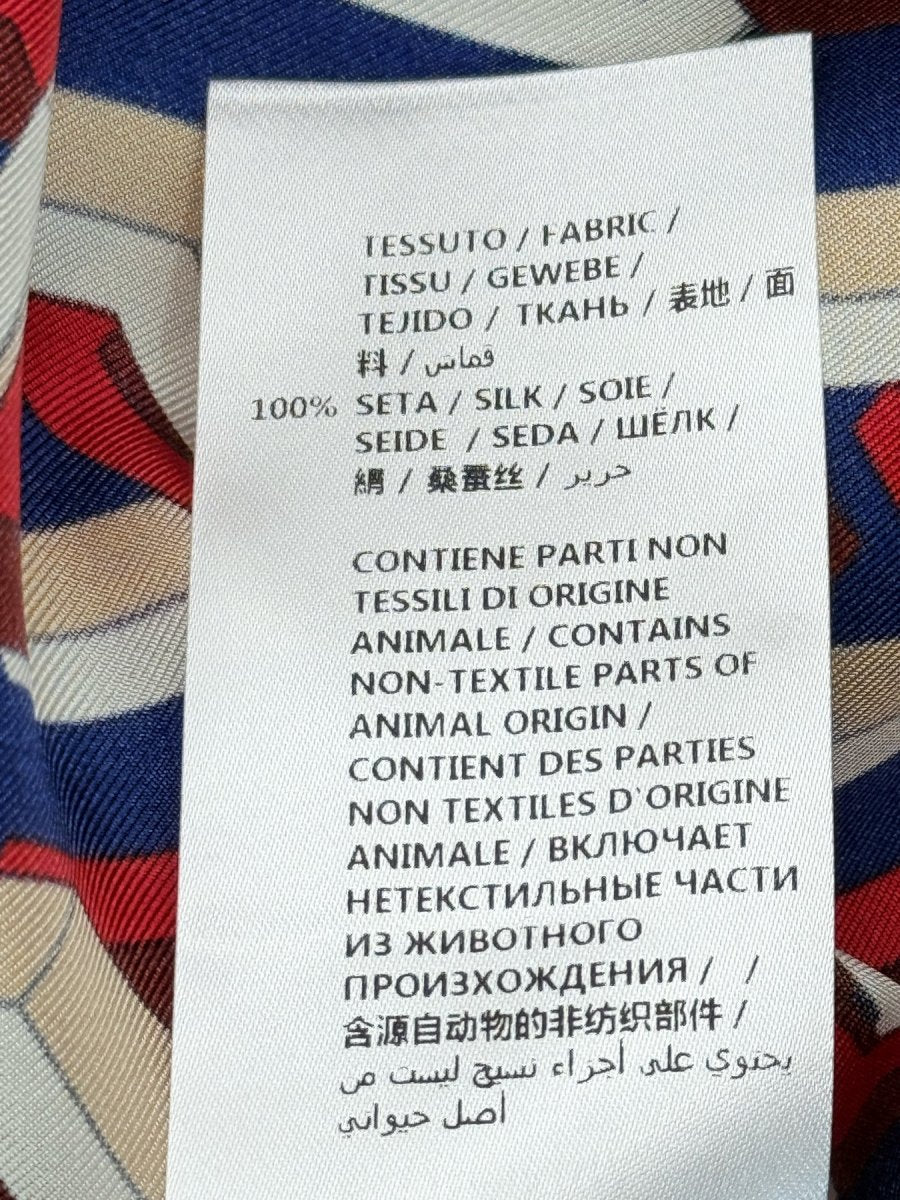 TESSUTO / FABRIC /
TISSU / GEWEBE /
TEJIDO / ТКАНЬ / 表地 / 面
料 / قماس
100% SETA / SILK / SOIE /
SEIDE / SEDA / ШЁЛК /
絹 / 桑蚕丝 / حرير
CONTIENE PARTI NON
TESSILI DI ORIGINE
ANIMALE / CONTAINS
NON-TEXTILE PARTS OF
ANIMAL ORIGIN /
CONTIENT DES PARTIES
NON TEXTILES D'ORIGINE
ANIMALE / ВКЛЮЧАЕТ
НЕТЕКСТИЛЬНЫЕ ЧАСТИ
ИЗ ЖИВОТНОГО
ПРОИЗХОЖДЕНИЯ / /
含源自动物的非纺织部件 /
يحتوي على أجزاء نسيج ليست من
أصل حيواني